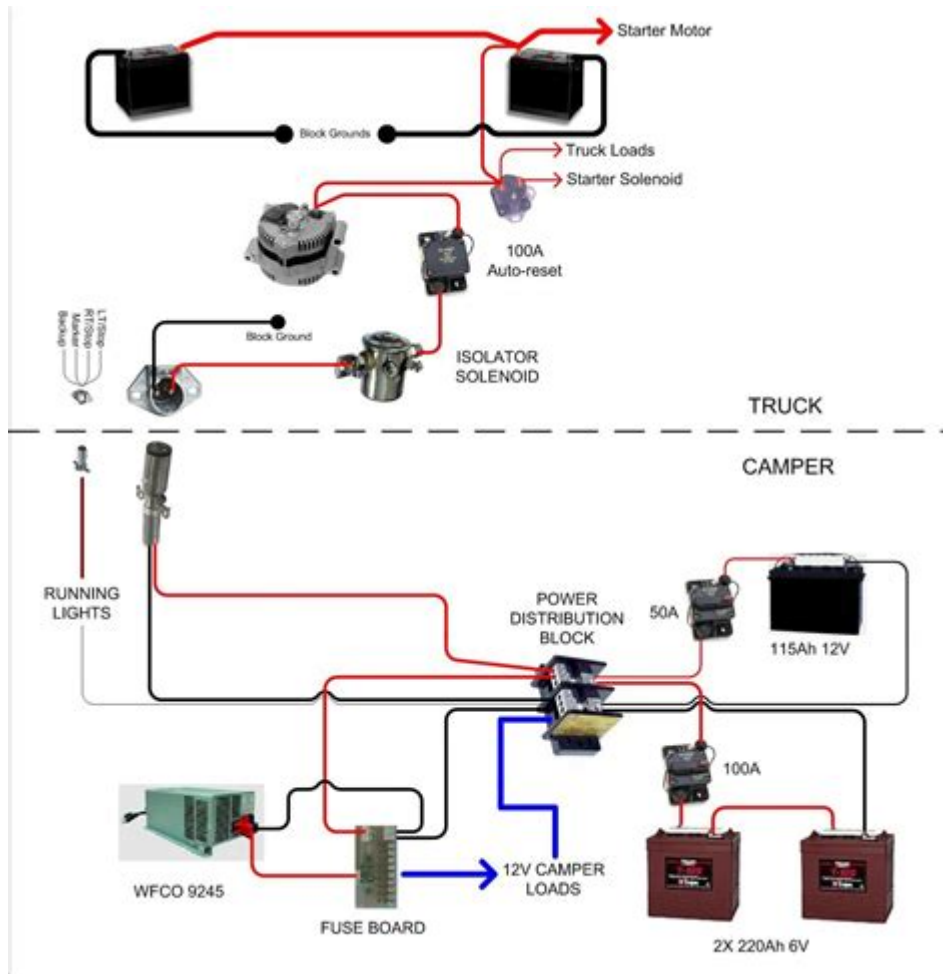 Starter Motor
Block Grounds
Truck Loads
Starter Solenoid
100A
Auto-reset
LT/Stop
RT/Stop
Marker
Backup
Block Ground
ISOLATOR
SOLENOID
TRUCK
CAMPER
RUNNING
LIGHTS
POWER
DISTRIBUTION
BLOCK
50A
115Ah 12V
100A
WFCO 9245
FUSE BOARD
12V CAMPER
LOADS
2X 220Ah 6V